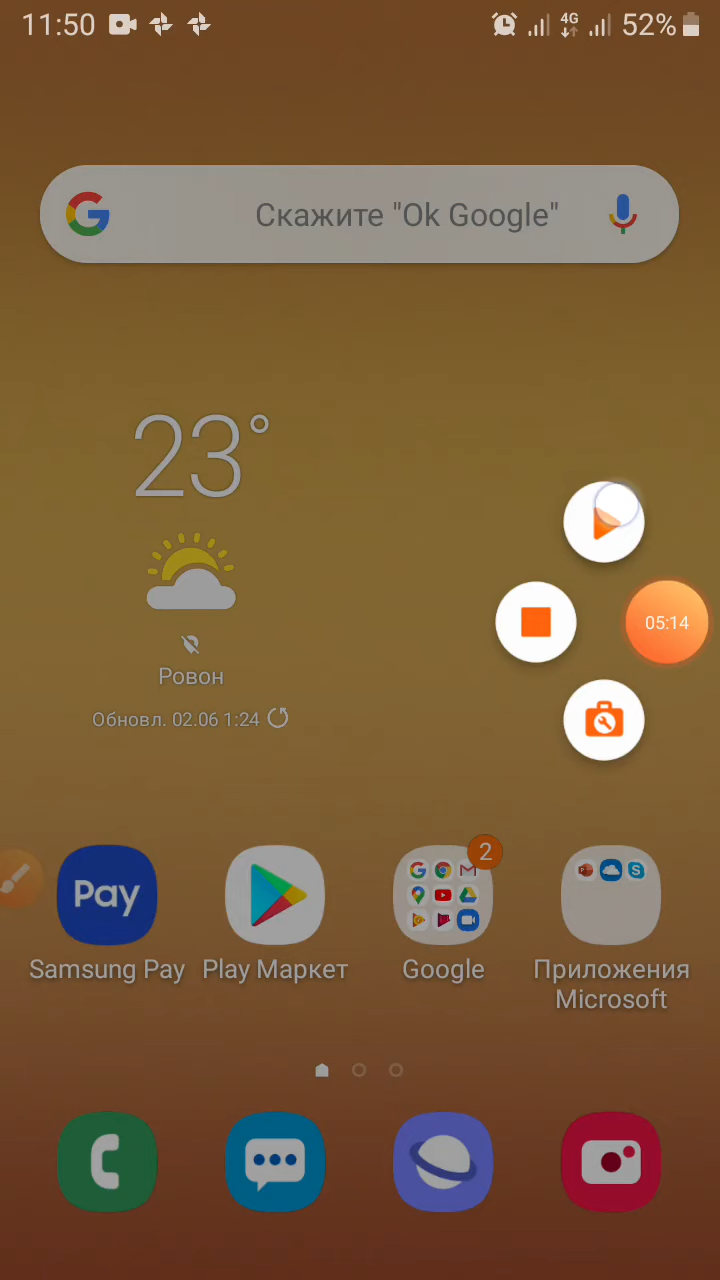 11:50
4G
52%
Скажите "Ok Google"
23°
Ровон
Обновл. 02.06 1:24
05:14
Pay
2
Samsung Pay
Play Маркет
Google
Приложения
Microsoft